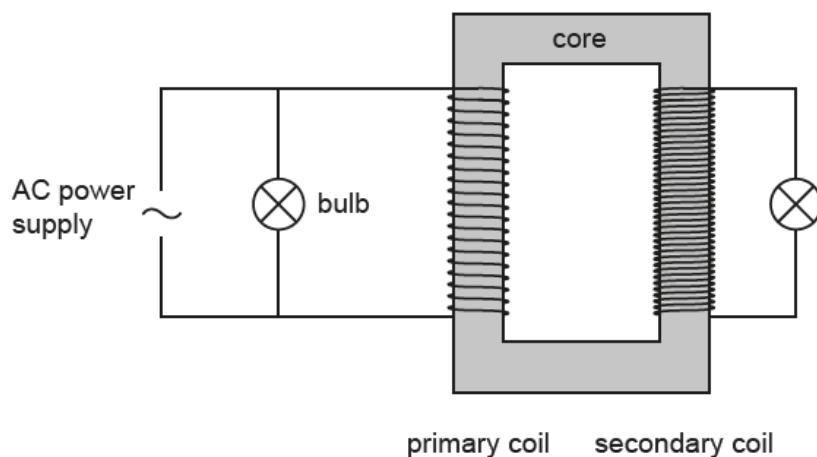 core
AC power
supply
bulb
primary coil
secondary coil